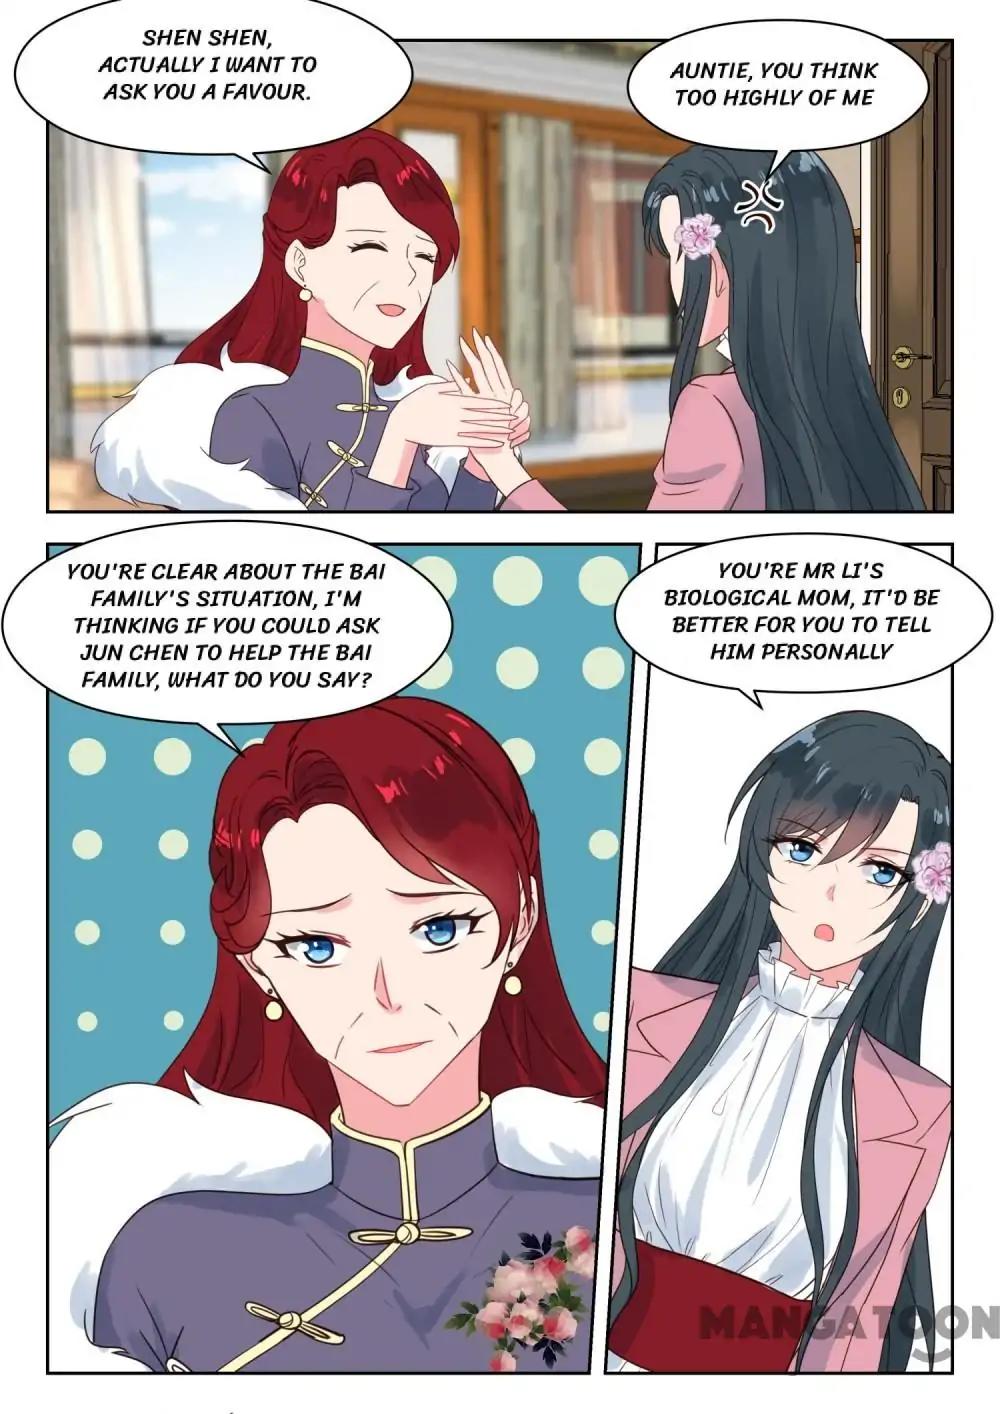 SHEN SHEN,
ACTUALLY I WANT TO
ASK YOU A FAVOUR.
AUNTIE, YOU THINK
TOO HIGHLY OF ME
YOU'RE CLEAR ABOUT THE BAI
FAMILY'S SITUATION, I'M
THINKING IF YOU COULD ASK
JUN CHEN TO HELP THE BAI
FAMILY, WHAT DO YOU SAY?
YOU'RE MR LI'S
BIOLOGICAL MOM, IT'D BE
BETTER FOR YOU TO TELL
HIM PERSONALLY
MANGATOON